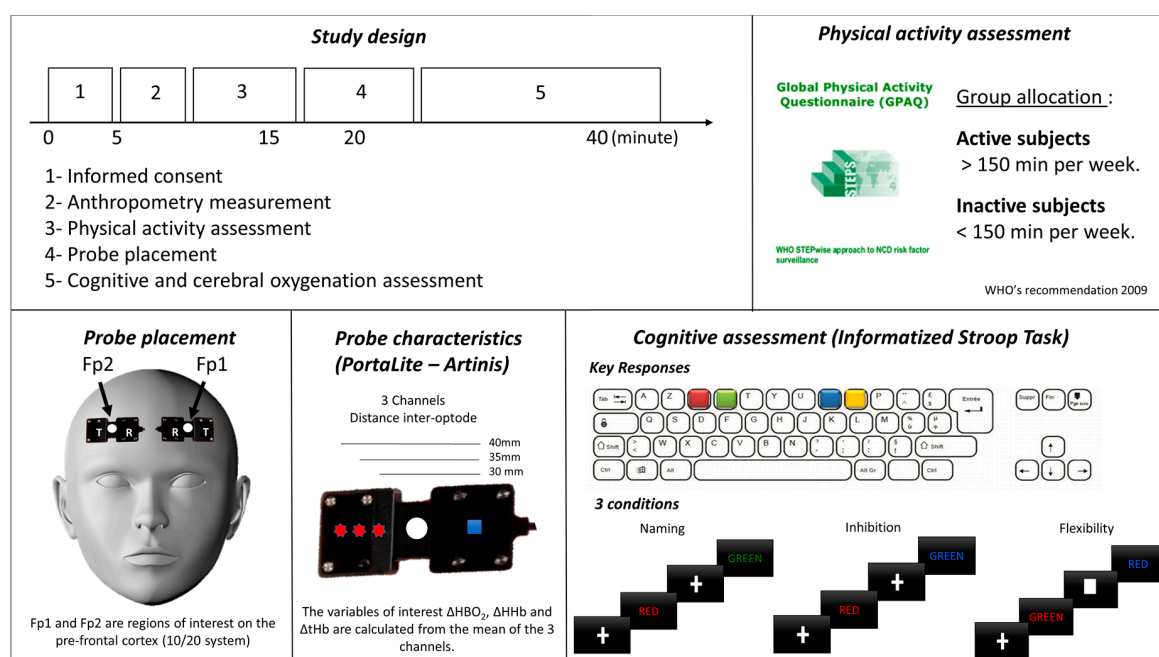 Study design
1
2
3
4
5
0
5
15
20
40 (minute)
1- Informed consent
2- Anthropometry measurement
3- Physical activity assessment
4- Probe placement
5- Cognitive and cerebral oxygenation assessment
Physical activity assessment
Global Physical Activity
Questionnaire (GPAQ)
STEPS
WHO STEPwise approach to NCD risk factor
surveillance
Group allocation :
Active subjects
> 150 min per week.
Inactive subjects
< 150 min per week.
WHO's recommendation 2009
Probe placement
Fp2 Fp1
T R R T
Fp1 and Fp2 are regions of interest on the
pre-frontal cortex (10/20 system)
Probe characteristics
(PortaLite – Artinis)
3 Channels
Distance inter-optode
40mm
35mm
30 mm
The variables of interest ΔHBO₂, ΔHHb and
ΔtHb are calculated from the mean of the 3
channels.
Cognitive assessment (Informatized Stroop Task)
Key Responses
Tab A Z T Y U P ¨ ^ £ $ Entrée Suppr Fin Pge suiv.
Q S D F G H J K L M % ù µ *
Shift > < W X C V B N ? , . ; / : § ! Shift
Ctrl Alt Alt Gr Ctrl
3 conditions
Naming
Inhibition
Flexibility
GREEN
RED
BLUE
RED
RED
GREEN